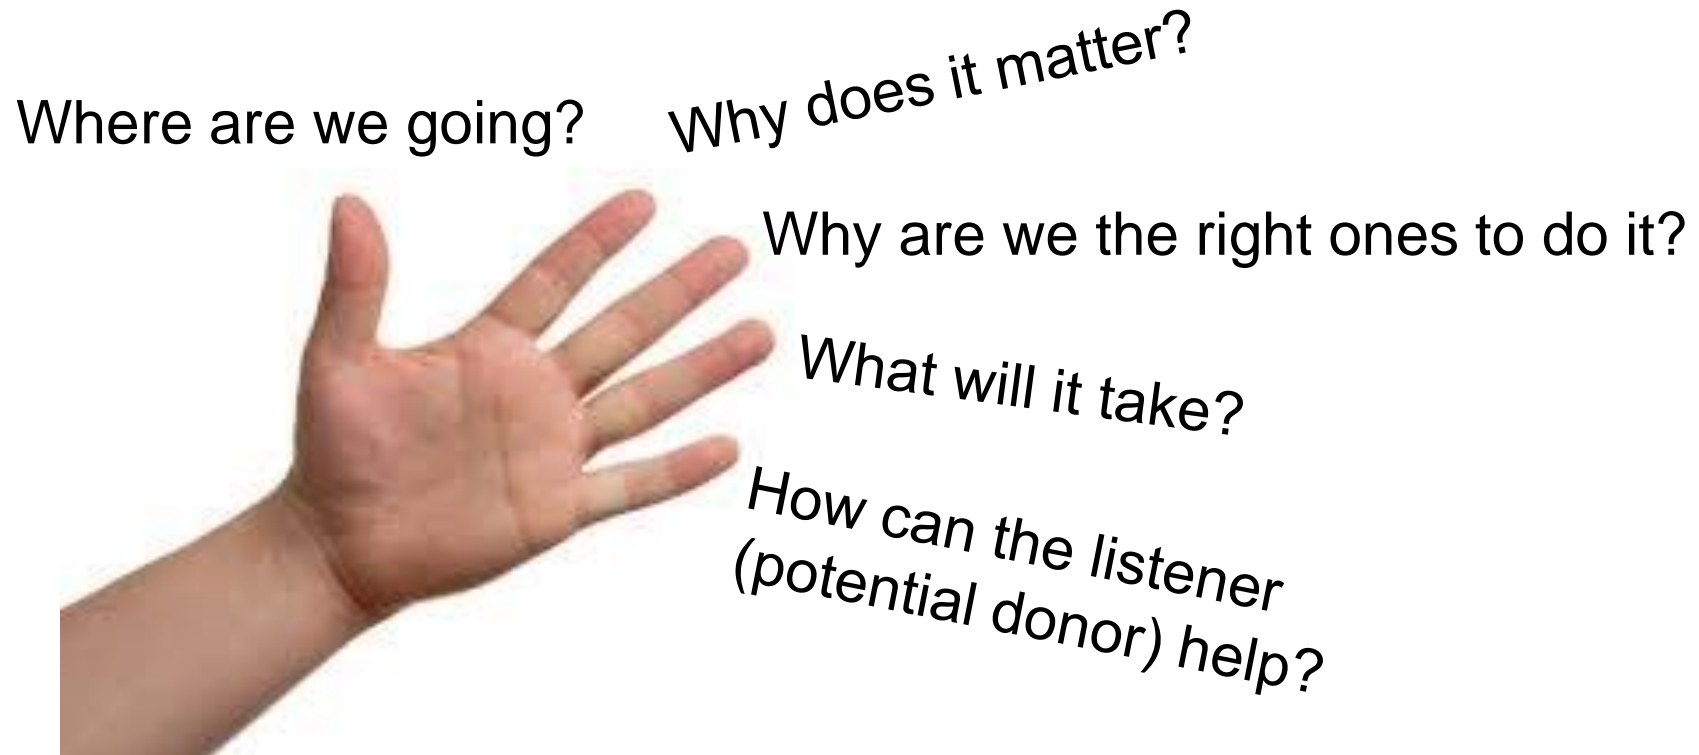 Where are we going?
Why does it matter?
Why are we the right ones to do it?
What will it take?
How can the listener
(potential donor) help?